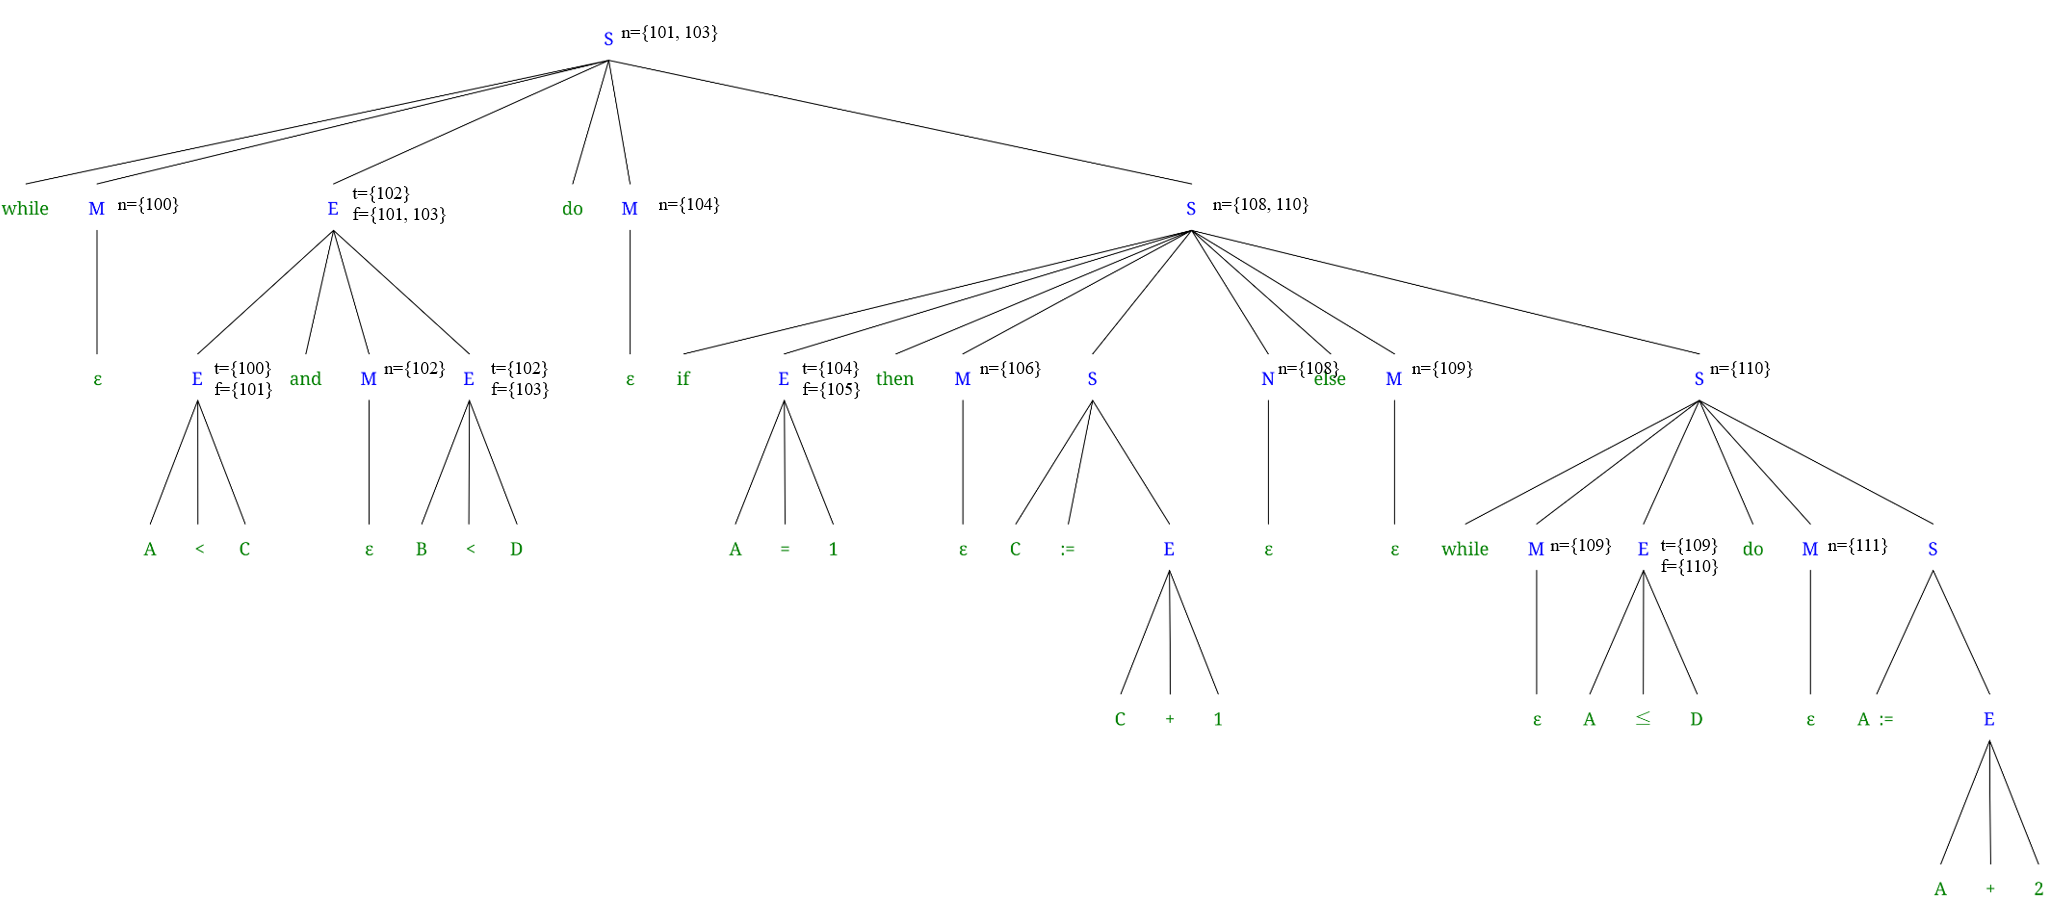 S n={101, 103}
while M n={100} E t={102} do M n={104} S n={108, 110}
f={101, 103}
ε E t={100} and M n={102} E t={102} ε if E t={104} then M n={106} S N n={108} else M n={109} S n={110}
f={101} f={103} f={105}
A < C ε B < D A = 1 ε C := E ε ε while M n={109} E t={109} do M n={111} S
f={110}
C + 1 ε A ≤ D ε A := E
A + 2